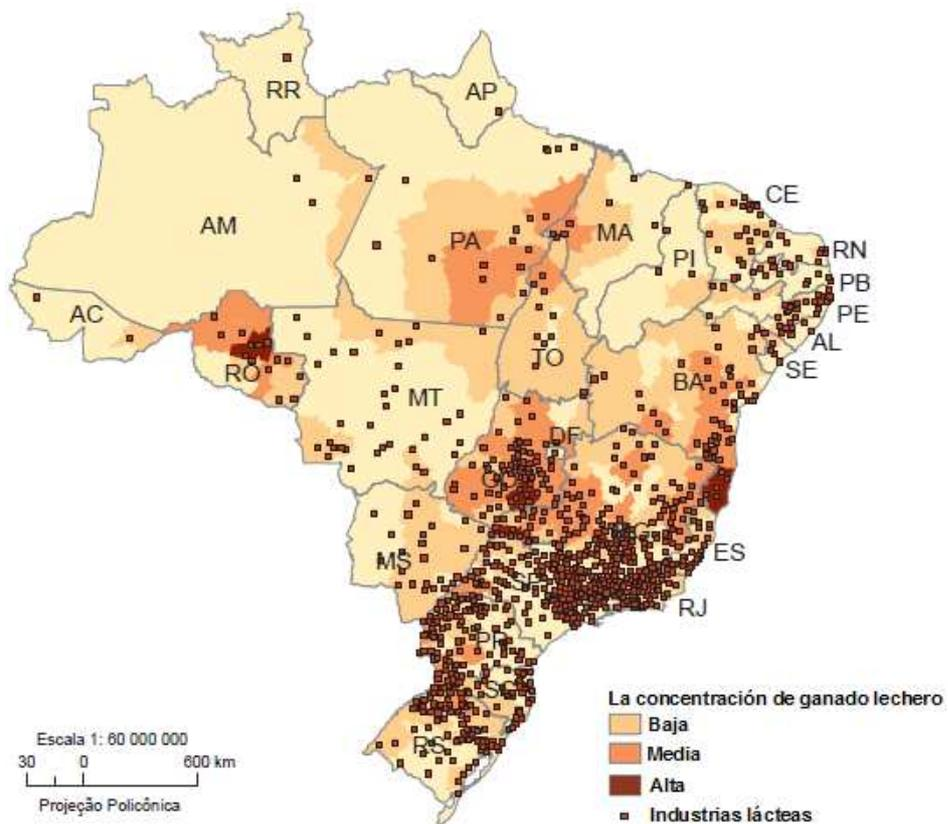 RR
AP
AM
PA
MA
CE
RN
PI
PB
PE
AC
AL
TO
SE
RO
BA
MT
DF
MS
ES
SP
RJ
PR
SC
RS
La concentración de ganado lechero
Baja
Media
Alta
Industrias lácteas
Escala 1: 60 000 000
30 0 600 km
Projeção Policônica